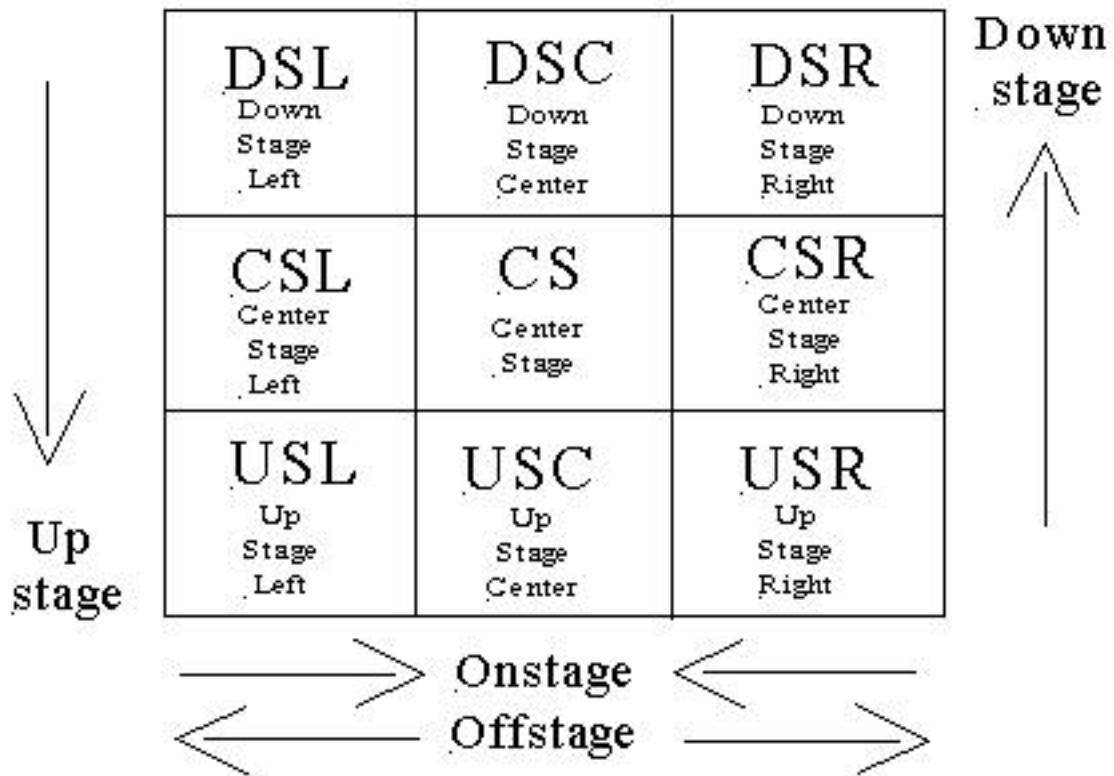 DSL
Down
Stage
Left
DSC
Down
Stage
Center
DSR
Down
Stage
Right
Down
stage
CSL
Center
Stage
Left
CS
Center
Stage
CSR
Center
Stage
Right
USL
Up
Stage
Left
USC
Up
Stage
Center
USR
Up
Stage
Right
Up
stage
Onstage
Offstage